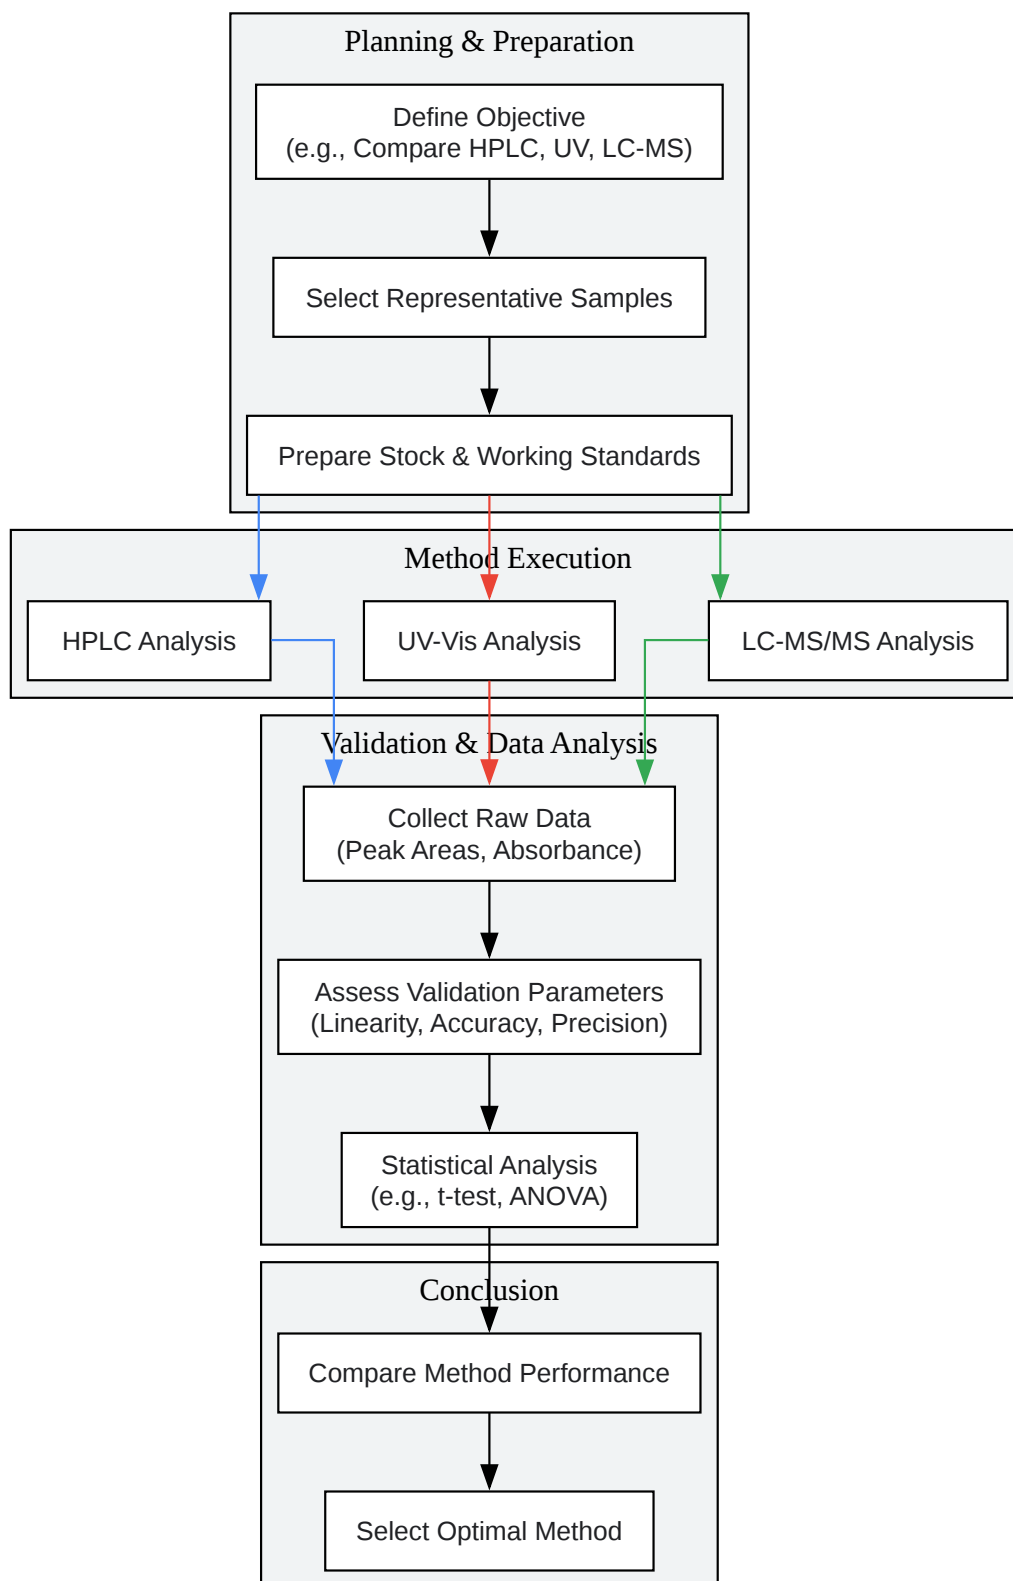 Planning & Preparation
Define Objective
(e.g., Compare HPLC, UV, LC-MS)
Select Representative Samples
Prepare Stock & Working Standards
Method Execution
HPLC Analysis
UV-Vis Analysis
LC-MS/MS Analysis
Validation & Data Analysis
Collect Raw Data
(Peak Areas, Absorbance)
Assess Validation Parameters
(Linearity, Accuracy, Precision)
Statistical Analysis
(e.g., t-test, ANOVA)
Conclusion
Compare Method Performance
Select Optimal Method